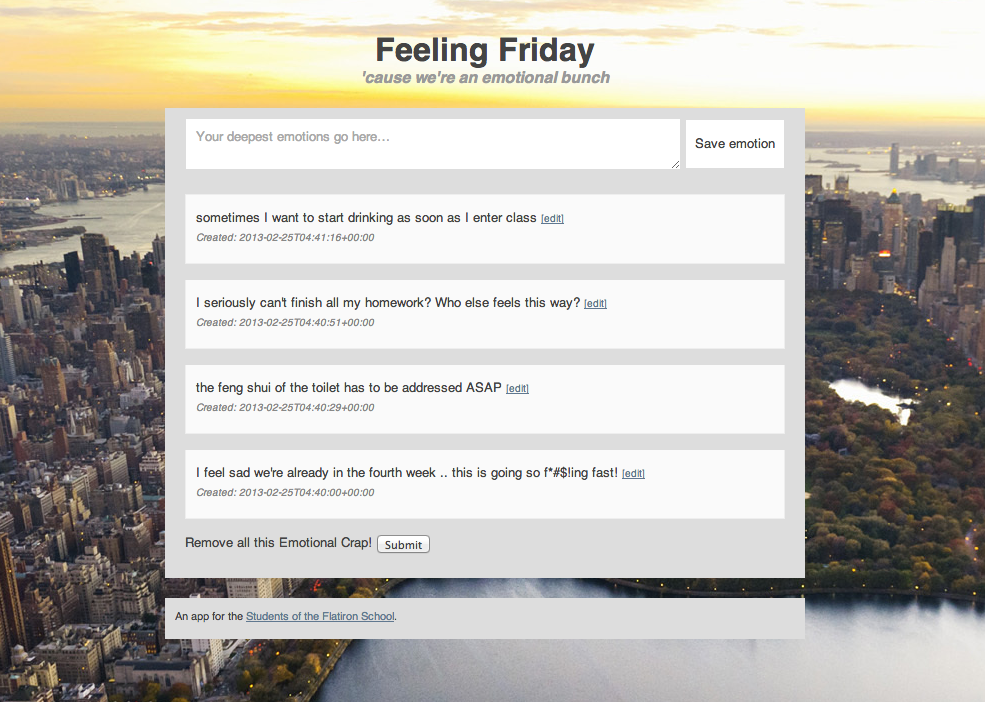 Feeling Friday
'cause we're an emotional bunch
Your deepest emotions go here...
Save emotion
sometimes I want to start drinking as soon as I enter class [edit]
Created: 2013-02-25T04:41:16+00:00
I seriously can't finish all my homework? Who else feels this way? [edit]
Created: 2013-02-25T04:40:51+00:00
the feng shui of the toilet has to be addressed ASAP [edit]
Created: 2013-02-25T04:40:29+00:00
I feel sad we're already in the fourth week .. this is going so f*#$!ing fast! [edit]
Created: 2013-02-25T04:40:00+00:00
Remove all this Emotional Crap! Submit
An app for the Students of the Flatiron School.